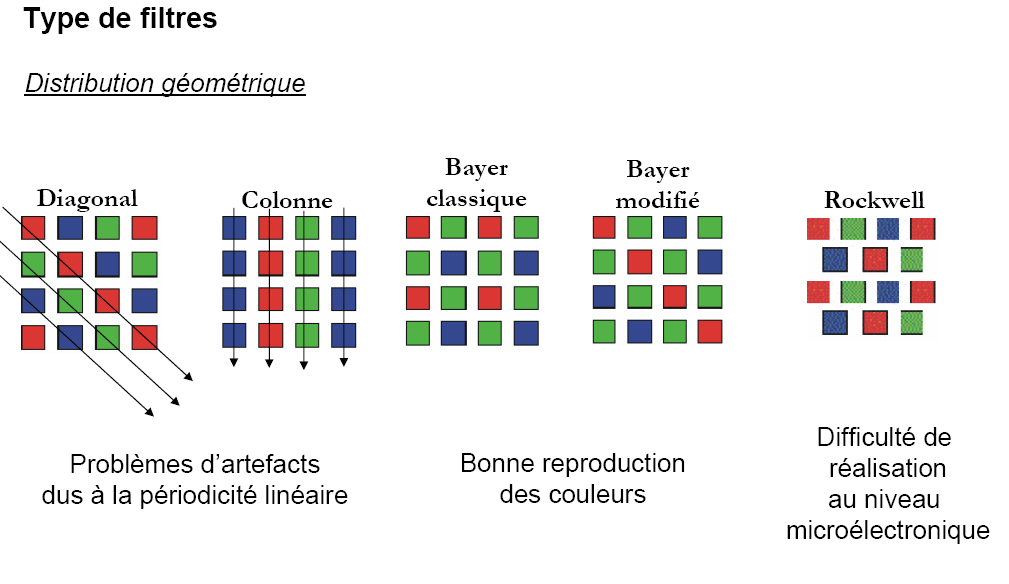 Type de filtres
Distribution géométrique
Diagonal
Colonne
Bayer
classique
Bayer
modifié
Rockwell
Problèmes d'artefacts
dus à la périodicité linéaire
Bonne reproduction
des couleurs
Difficulté de
réalisation
au niveau
microélectronique